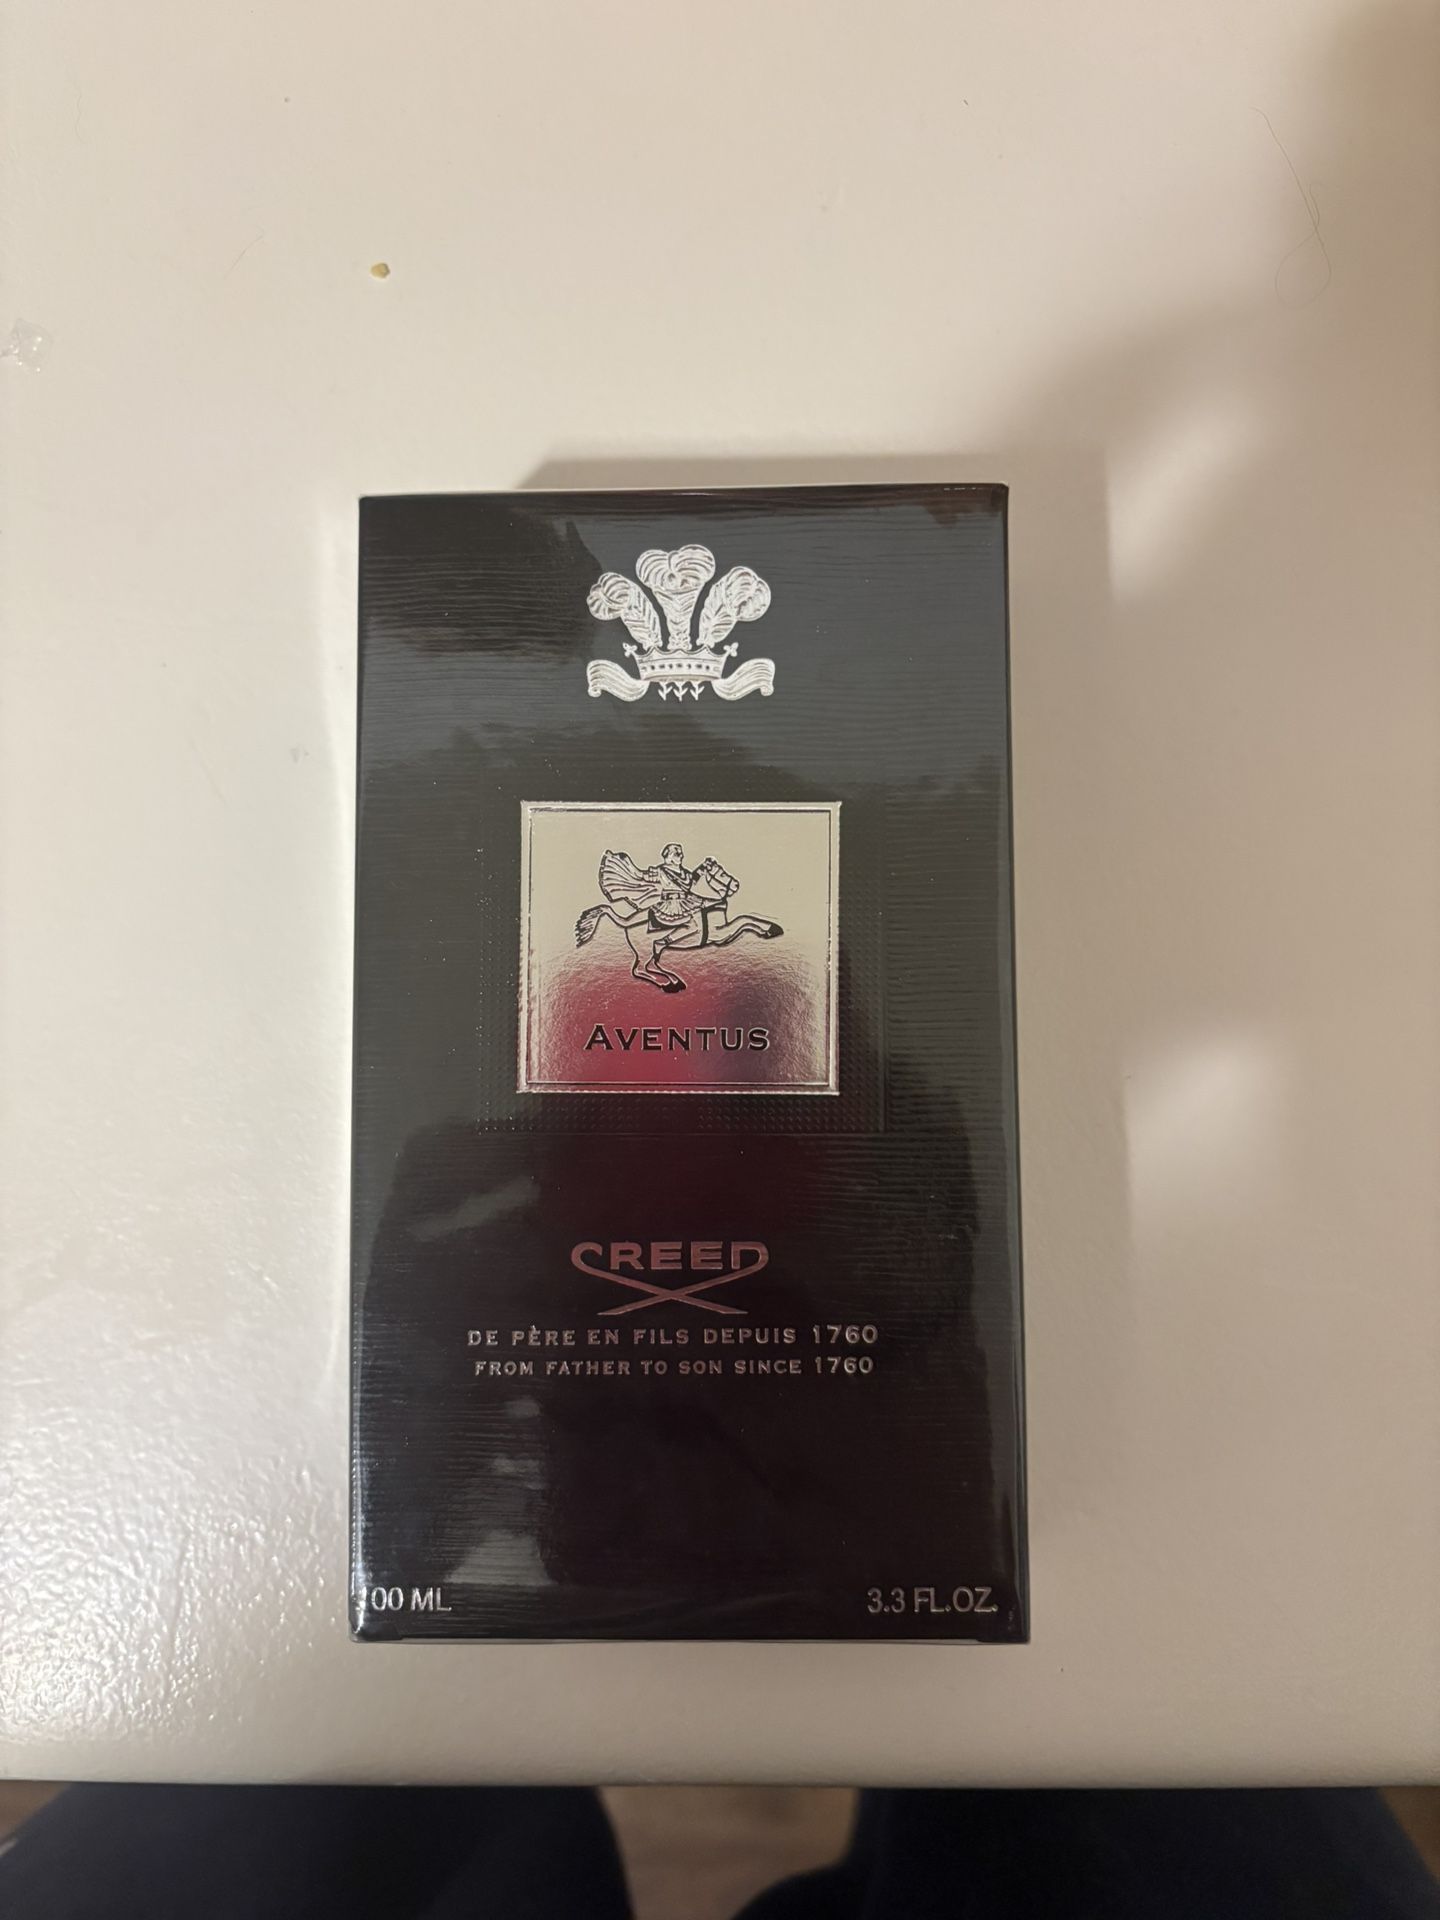 AVENTUS
CREED
DE PÈRE EN FILS DEPUIS 1760
FROM FATHER TO SON SINCE 1760
100 ML
3.3 FL.OZ.